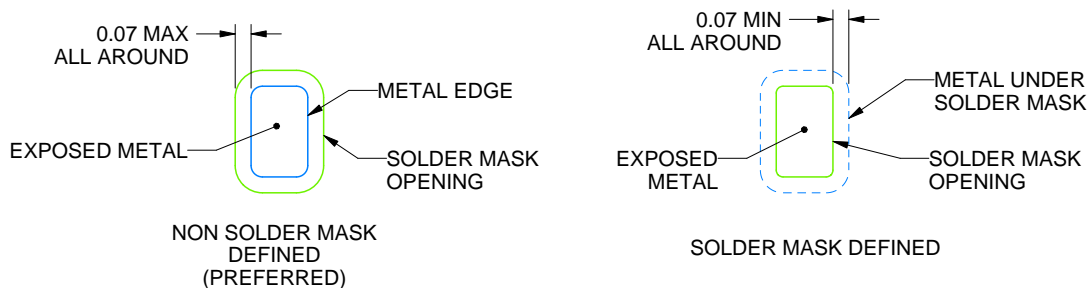 0.07 MAX
ALL AROUND
METAL EDGE
EXPOSED METAL
SOLDER MASK
OPENING
NON SOLDER MASK
DEFINED
(PREFERRED)
0.07 MIN
ALL AROUND
METAL UNDER
SOLDER MASK
EXPOSED
METAL
SOLDER MASK
OPENING
SOLDER MASK DEFINED